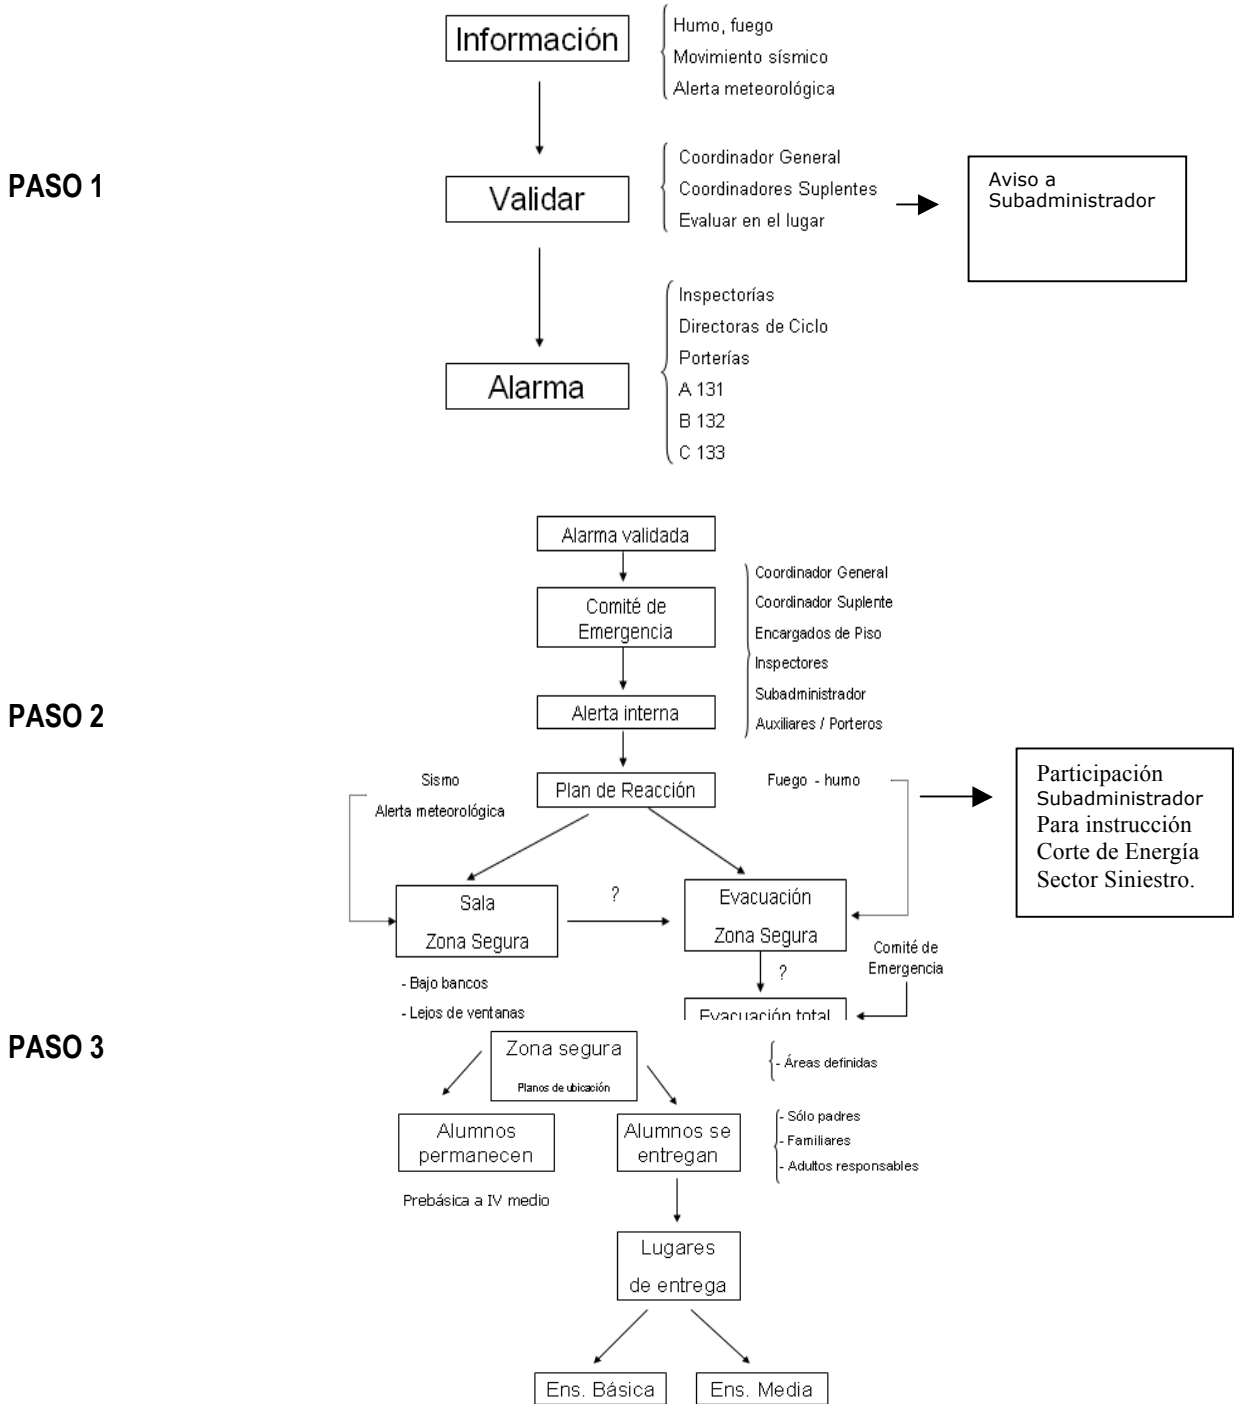 Información
Humo, fuego
Movimiento sísmico
Alerta meteorológica
PASO 1
Validar
Coordinador General
Coordinadores Suplentes
Evaluar en el lugar
Aviso a
Subadministrador
Alarma
Inspectorías
Directoras de Ciclo
Porterías
A 131
B 132
C 133
PASO 2
Alarma validada
Comité de
Emergencia
Alerta interna
Coordinador General
Coordinador Suplente
Encargados de Piso
Inspectores
Subadministrador
Auxiliares / Porteros
Sismo
Alerta meteorológica
Plan de Reacción
Fuego - humo
Participación
Subadministrador
Para instrucción
Corte de Energía
Sector Siniestro.
Sala
Zona Segura
?
Evacuación
Zona Segura
- Bajo bancos
- Lejos de ventanas
?
Comité de
Emergencia
Evacuación total
PASO 3
Zona segura
Planos de ubicación
- Áreas definidas
Alumnos
permanecen
Prebásica a IV medio
Alumnos se
entregan
- Sólo padres
- Familiares
- Adultos responsables
Lugares
de entrega
Ens. Básica
Ens. Media